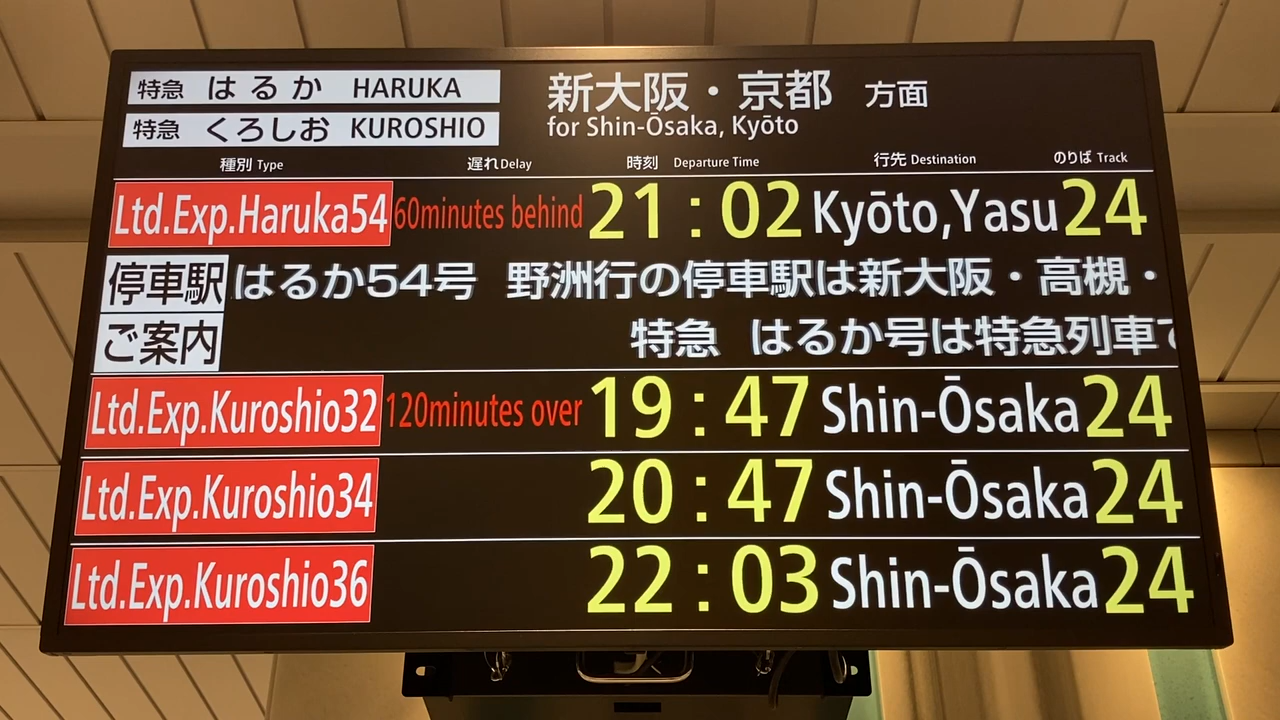 特急 はるか HARUKA 新大阪・京都 方面
特急 くろしお KUROSHIO for Shin-Ōsaka, Kyōto
種別 Type 遅れ Delay 時刻 Departure Time 行先 Destination のりば Track
Ltd.Exp.Haruka54 60minutes behind 21:02 Kyōto,Yasu 24
停車駅 はるか54号 野洲行の停車駅は新大阪・高槻・
ご案内 特急 はるか号は特急列車で
Ltd.Exp.Kuroshio32 120minutes over 19:47 Shin-Ōsaka 24
Ltd.Exp.Kuroshio34 20:47 Shin-Ōsaka 24
Ltd.Exp.Kuroshio36 22:03 Shin-Ōsaka 24